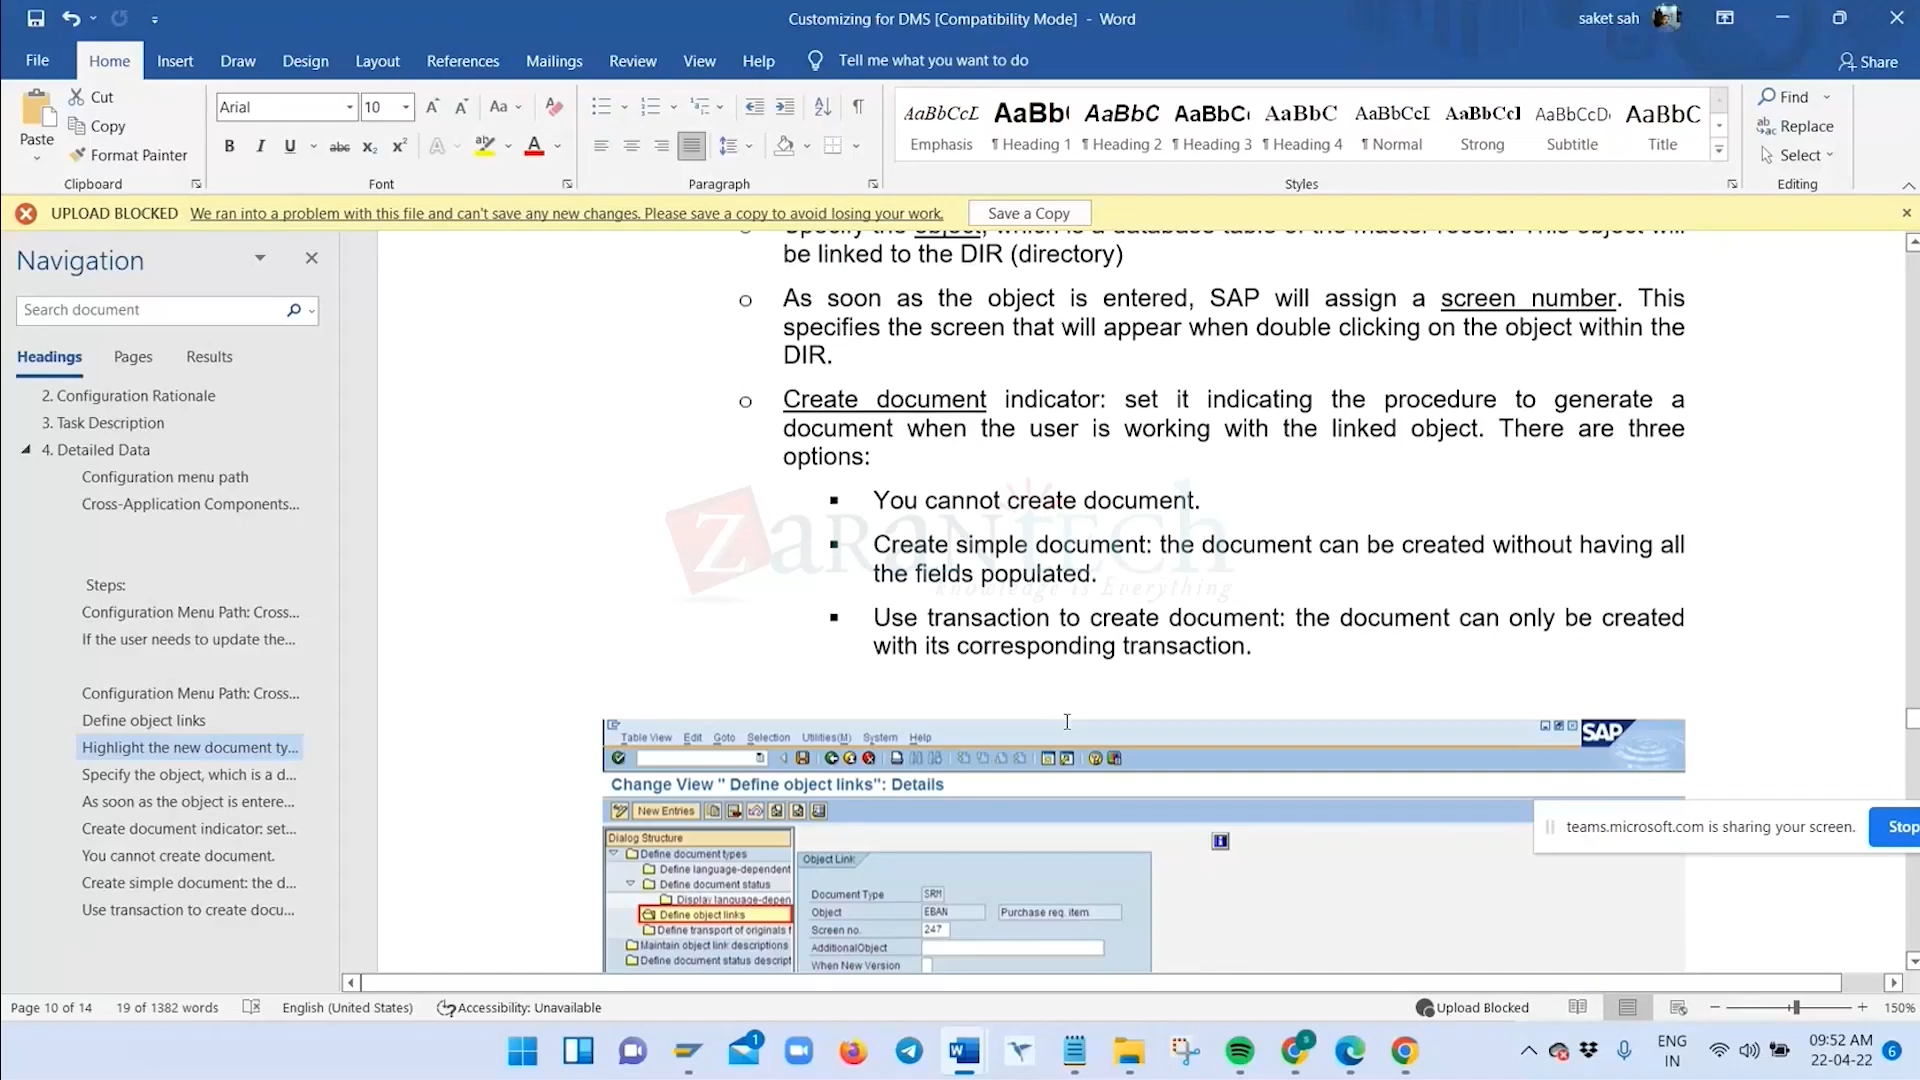 Customizing for DMS [Compatibility Mode] - Word
saket sah
File Home Insert Draw Design Layout References Mailings Review View Help Tell me what you want to do
Share
Paste
Cut
Copy
Format Painter
Clipboard
Arial 10
Font
Paragraph
AaBbCcL AaBb( AaBbC AaBbC( AaBbC AaBbCcI AaBbCcI AaBbCcD AaBbC
Emphasis ¶ Heading 1 ¶ Heading 2 ¶ Heading 3 ¶ Heading 4 ¶ Normal Strong Subtitle Title
Styles
Find
Replace
Select
Editing
UPLOAD BLOCKED We ran into a problem with this file and can't save any new changes. Please save a copy to avoid losing your work. Save a Copy
Navigation
Search document
Headings Pages Results
2. Configuration Rationale
3. Task Description
4. Detailed Data
Configuration menu path
Cross-Application Components...
Steps:
Configuration Menu Path: Cross...
If the user needs to update the...
Configuration Menu Path: Cross...
Define object links
Highlight the new document ty...
Specify the object, which is a d...
As soon as the object is entere...
Create document indicator: set...
You cannot create document.
Create simple document: the d...
Use transaction to create docu...
Specify the object, which is a database table of the master record. This object will
be linked to the DIR (directory)
o As soon as the object is entered, SAP will assign a screen number. This
specifies the screen that will appear when double clicking on the object within the
DIR.
o Create document indicator: set it indicating the procedure to generate a
document when the user is working with the linked object. There are three
options:
▪ You cannot create document.
▪ Create simple document: the document can be created without having all
the fields populated.
▪ Use transaction to create document: the document can only be created
with its corresponding transaction.
ZaranTech
Knowledge is Everything
Table View Edit Goto Selection Utilities(M) System Help
SAP
Change View " Define object links": Details
New Entries
Dialog Structure
Define document types
Define language-dependent
Define document status
Display language-depen
Define object links
Define transport of originals f
Maintain object link descriptions
Define document status descript
Object Link
Document Type SRM
Object EBAN Purchase req. item
Screen no. 247
AdditionalObject
When New Version
teams.microsoft.com is sharing your screen. Stop
Page 10 of 14 19 of 1382 words English (United States) Accessibility: Unavailable
Upload Blocked 150%
1
ENG
IN
09:52 AM
22-04-22
6